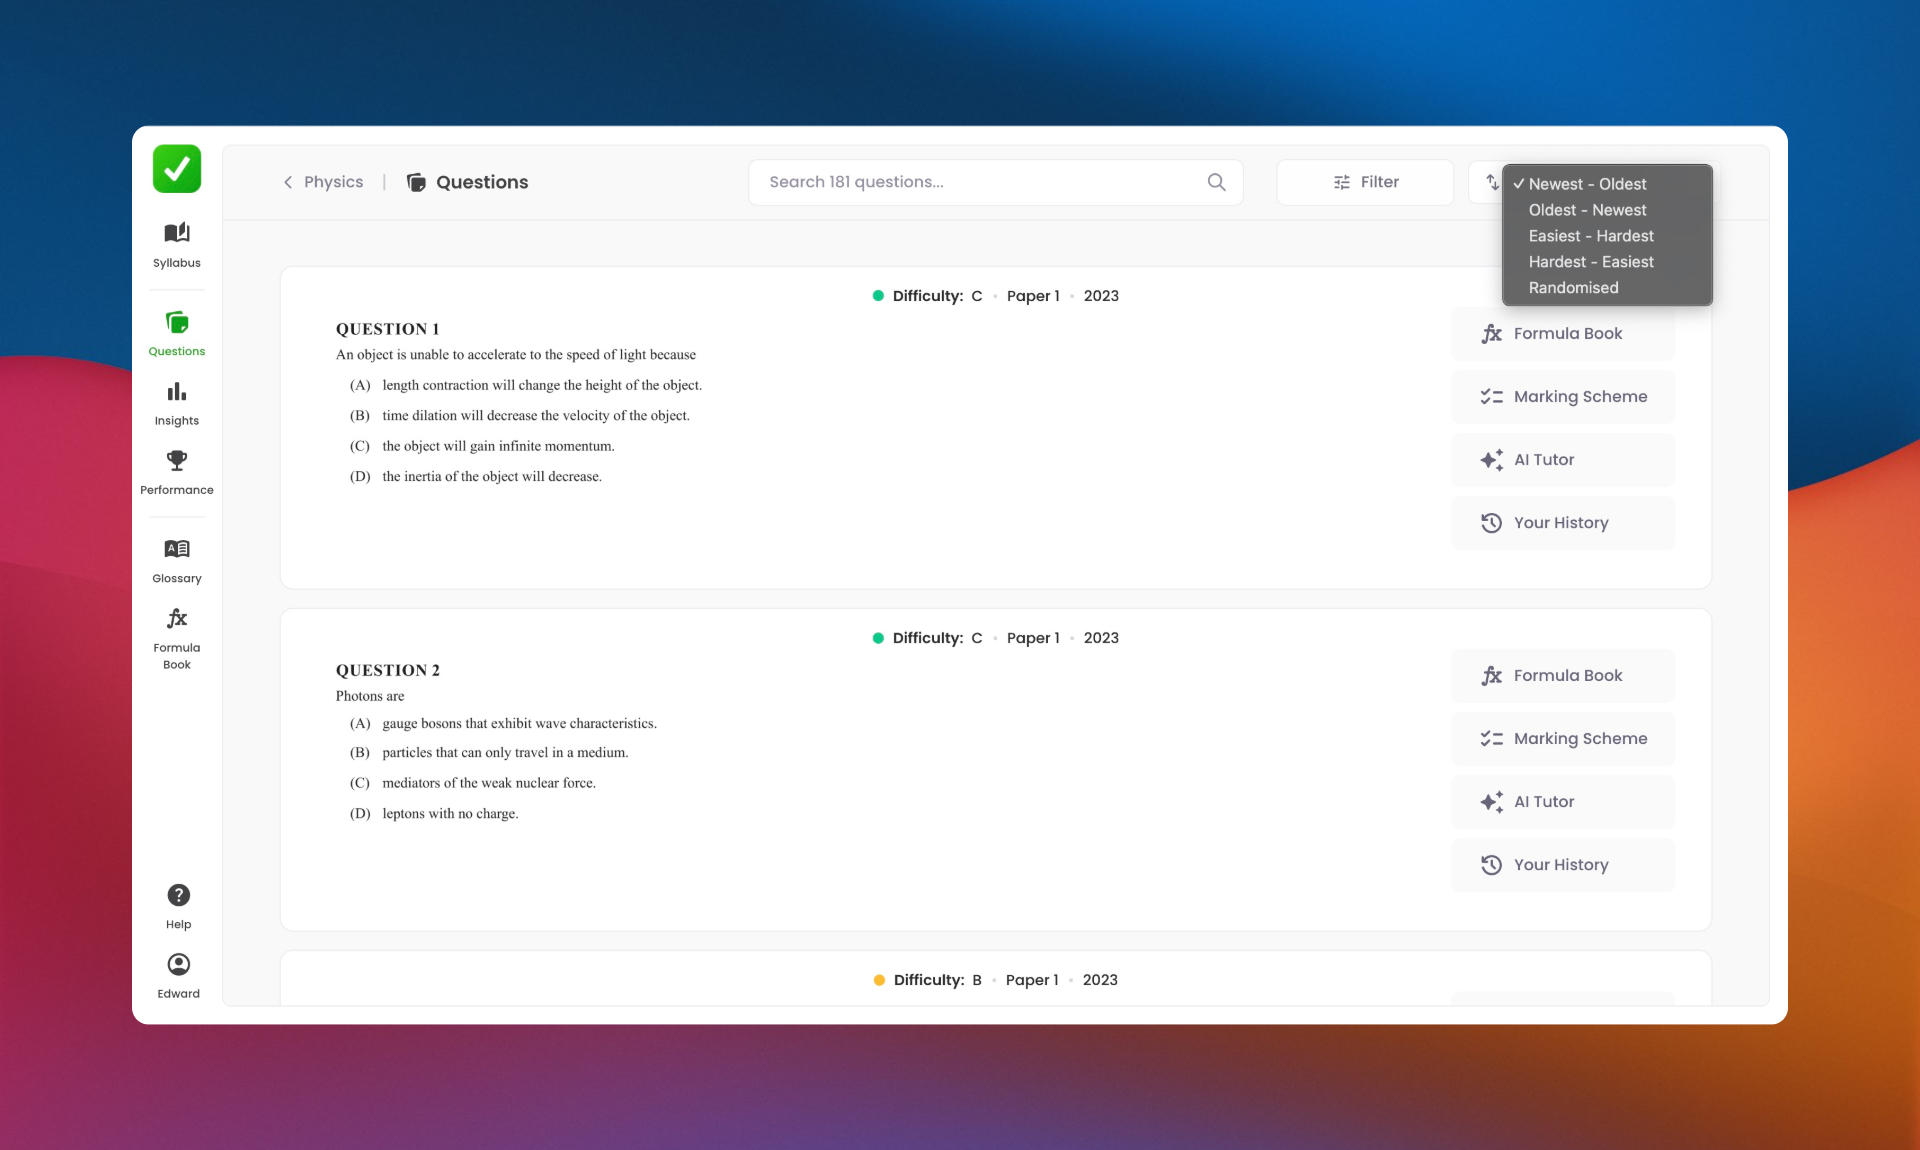 Physics | Questions
Search 181 questions...
Filter
✓ Newest - Oldest
Oldest - Newest
Easiest - Hardest
Hardest - Easiest
Randomised
Syllabus
Questions
Insights
Performance
Glossary
Formula
Book
Help
Edward
Difficulty: C • Paper 1 • 2023
QUESTION 1
An object is unable to accelerate to the speed of light because
(A) length contraction will change the height of the object.
(B) time dilation will decrease the velocity of the object.
(C) the object will gain infinite momentum.
(D) the inertia of the object will decrease.
Formula Book
Marking Scheme
AI Tutor
Your History
Difficulty: C • Paper 1 • 2023
QUESTION 2
Photons are
(A) gauge bosons that exhibit wave characteristics.
(B) particles that can only travel in a medium.
(C) mediators of the weak nuclear force.
(D) leptons with no charge.
Formula Book
Marking Scheme
AI Tutor
Your History
Difficulty: B • Paper 1 • 2023